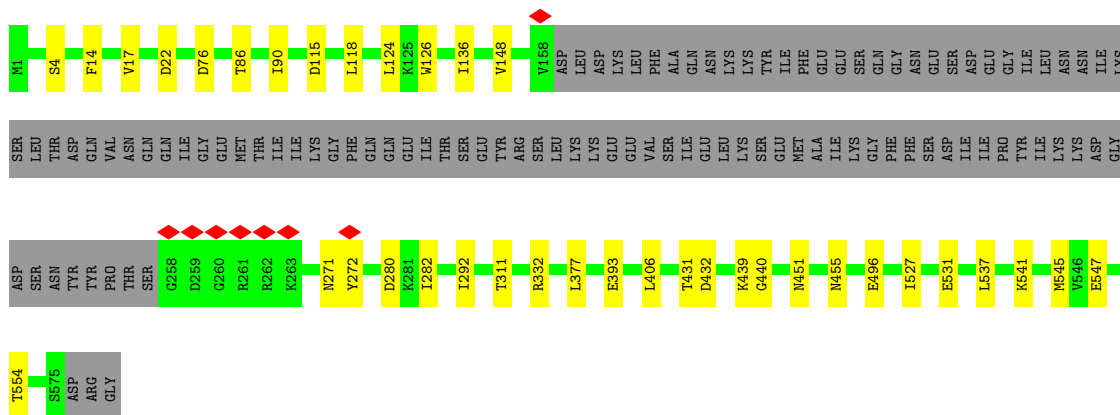 M1 S4 F14 V17 D22 D76 T86 I90 D115 L118 L124 K125 W126 I136 V148 V158 ASP LEU ASP LYS LEU PHE ALA GLN ASN LYS LYS TYR ILE PHE GLU GLU SER GLN GLY ASN GLU SER ASP GLU GLY ILE LEU ASN ASN ILE LYS
SER LEU THR ASP GLN VAL ASN GLN GLN ILE GLY GLU MET THR ILE ILE LYS GLY PHE GLN GLN GLU ILE THR SER GLU TYR ARG SER LEU LYS LYS GLU GLU VAL SER ILE GLU LEU LYS SER GLU MET ALA ILE LYS GLY PHE PHE SER ASP ILE ILE PRO TYR ILE LYS LYS ASP GLY
ASP SER ASN TYR TYR PRO THR SER G258 D259 G260 R261 R262 K263 N271 Y272 D280 K281 I282 I292 T311 R332 L377 E393 L406 T431 D432 K439 G440 N451 N455 E496 I527 E531 L537 K541 M545 V546 E547
T554 S575 ASP ARG GLY